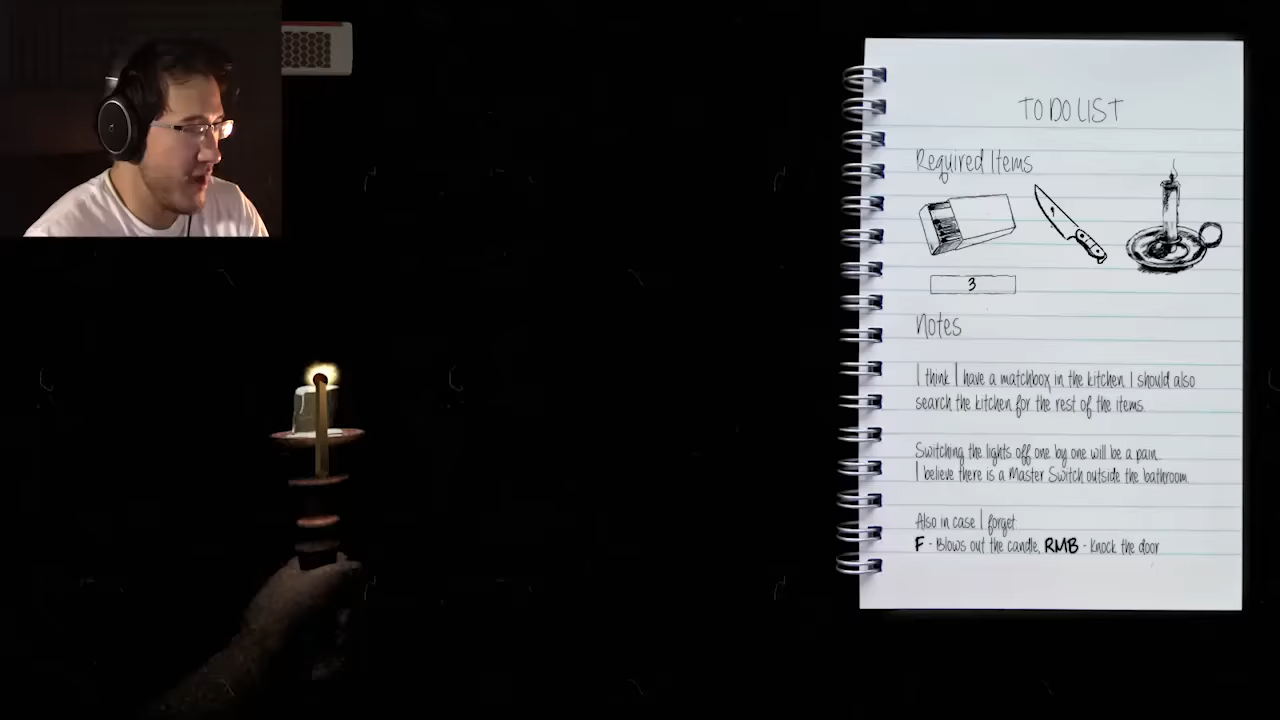 TO DO LIST
Required Items
3
Notes
I think I have a matchbox in the kitchen. I should also
search the kitchen for the rest of the items.
Switching the lights off one by one will be a pain.
I believe there is a Master Switch outside the bathroom.
Also in case I forget
F - Blows out the candle, RMB - Knock the door